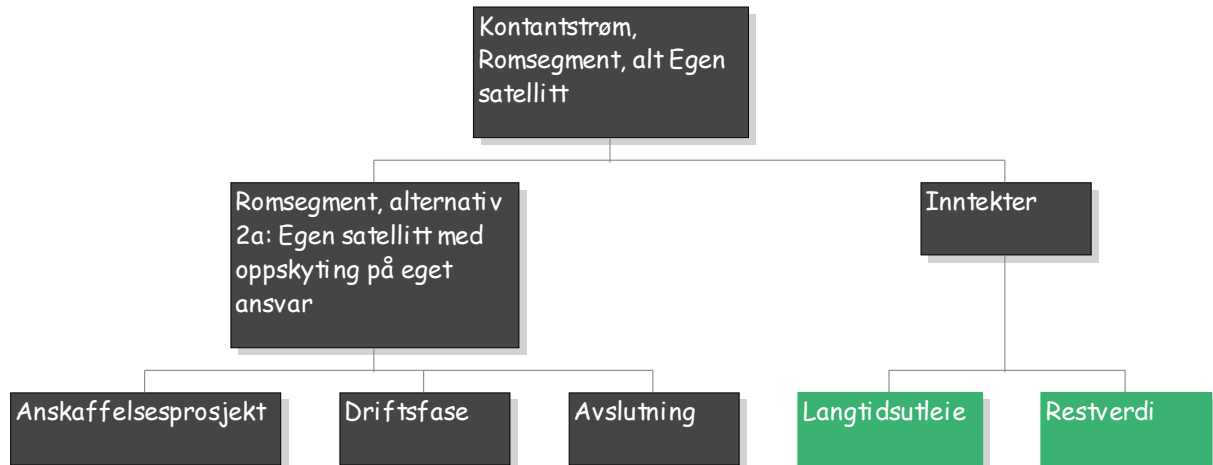 Kontantstrøm,
Romsegment, alt Egen
satellitt
Romsegment, alternativ
2a: Egen satellitt med
oppskyting på eget
ansvar
Inntekter
Anskaffelsesprosjekt
Driftsfase
Avslutning
Langtidsutleie
Restverdi